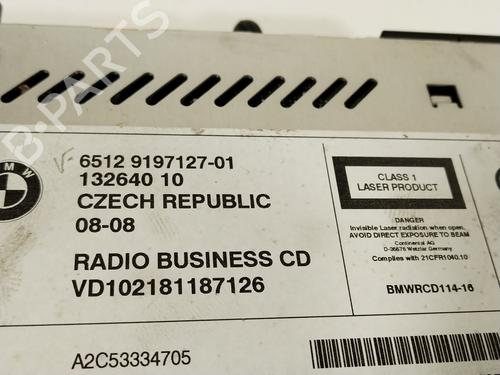 B-PARTS
BMW
V-
6512 9197127-01
132640 10
CZECH REPUBLIC
08-08
RADIO BUSINESS CD
VD102181187126
A2C53334705
CLASS 1
LASER PRODUCT
DANGER
Invisible Laser radiation when open.
AVOID DIRECT EXPOSURE TO BEAM
Continental AG
D-35576 Wetzlar Germany
Complies with 21CFR1040.10
BMWRCD114-16